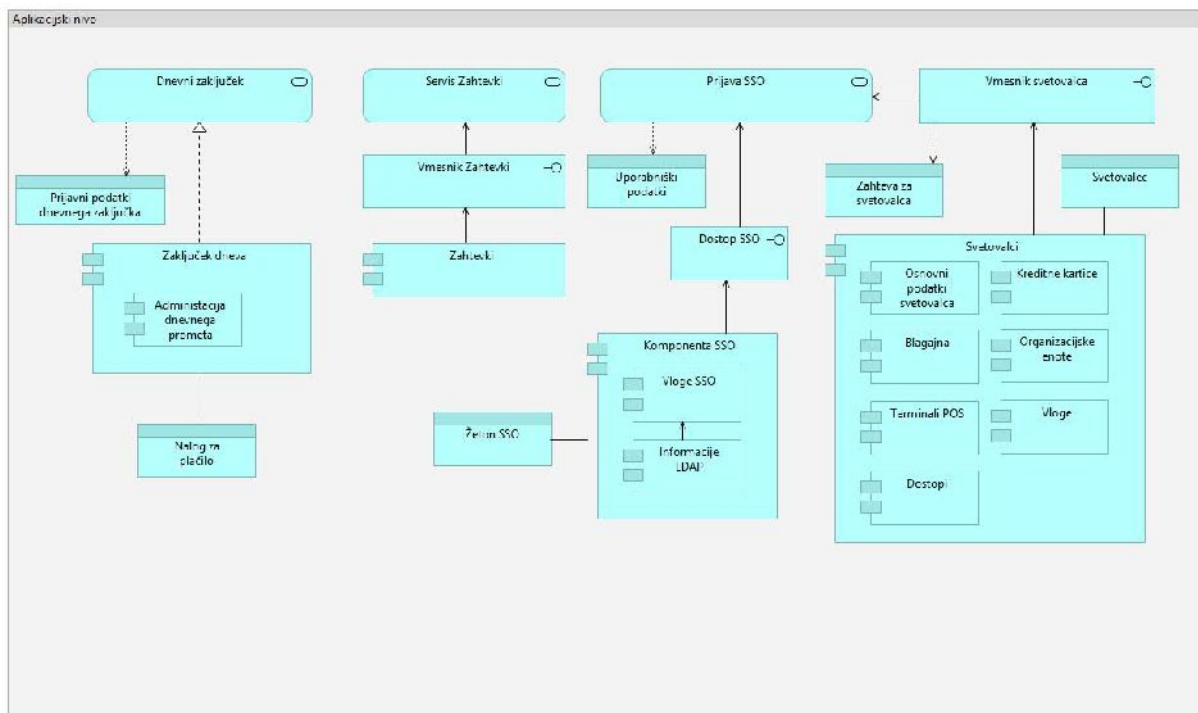 Aplikacijski nivo
Dnevni zaključek
Servis Zahtevki
Prijava SSO
Vmesnik svetovalca
Prijavni podatki
dnevnega zaključka
Vmesnik Zahtevki
Uporabniški
podatki
Zahteva za
svetovalca
Svetovalec
Zaključek dneva
Administacija
dnevnega
prometa
Zahtevki
Dostop SSO
Svetovalci
Osnovni
podatki
svetovalca
Kreditne kartice
Blagajna
Organizacijske
enote
Terminali POS
Vloge
Dostopi
Komponenta SSO
Vloge SSO
Informacije
LDAP
Žeton SSO
Nalog za
plačilo